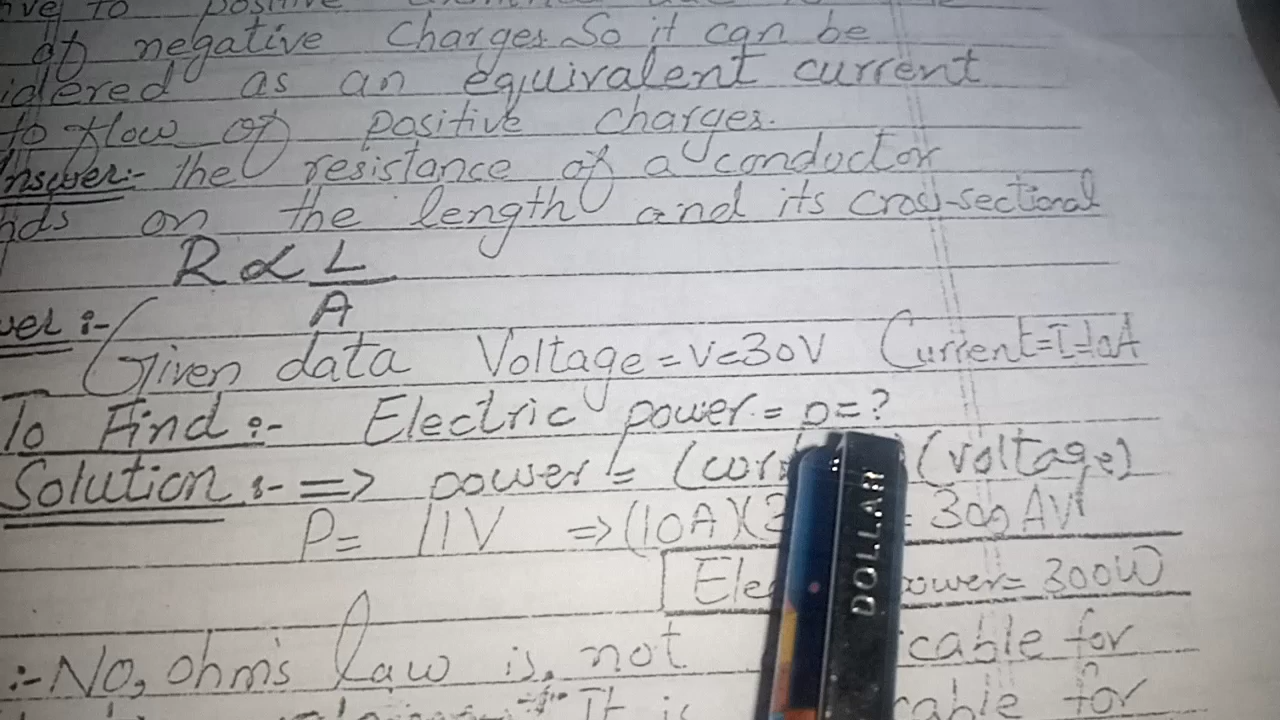 to positive
of negative charges. So it can be
idered as an equivalent current
to flow of positive charges.
nswer:- the resistance of a conductor
nds on the length and its cross-sectional
R ∝ L/A
wer :-
Given data Voltage = V = 30V Current = I = 10A
To Find :- Electric power = p = ?
Solution :- => power = (voltage)
P = IV => (10A)( = 300 AV
Ele ower = 300W
:- No, ohm's law is, not cable for
It is cable for
DOLLAR